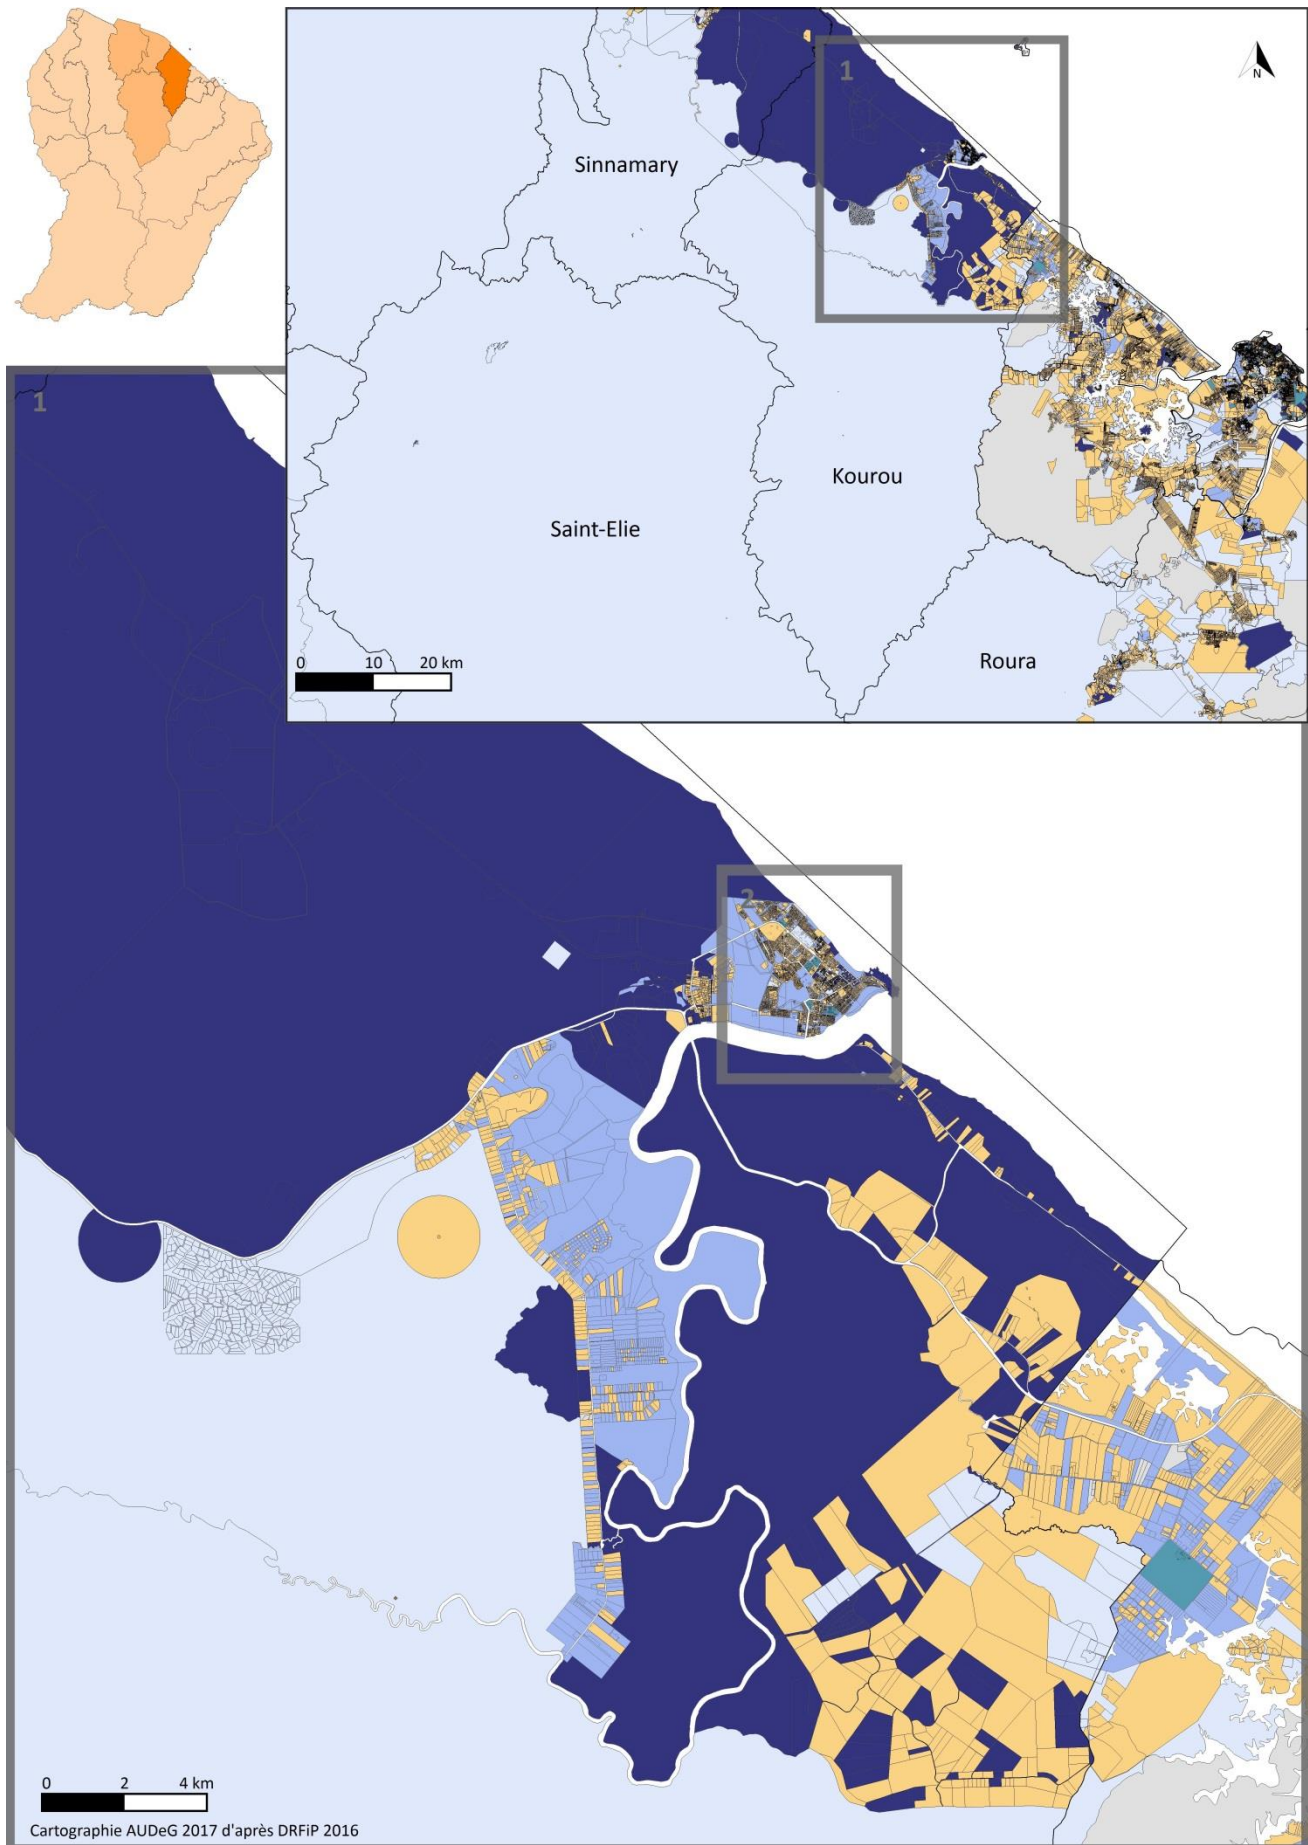 N
1
Sinnamary
Kourou
Saint-Elie
Roura
0 10 20 km
1
2
0 2 4 km
Cartographie AUDeG 2017 d'après DRFiP 2016